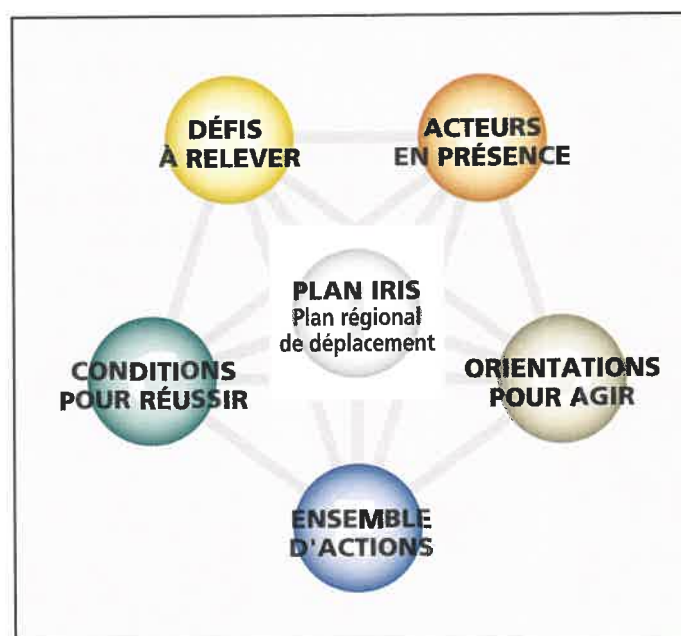 DÉFIS
À RELEVER
ACTEURS
EN PRÉSENCE
PLAN IRIS
Plan régional
de déplacement
CONDITIONS
POUR RÉUSSIR
ORIENTATIONS
POUR AGIR
ENSEMBLE
D'ACTIONS